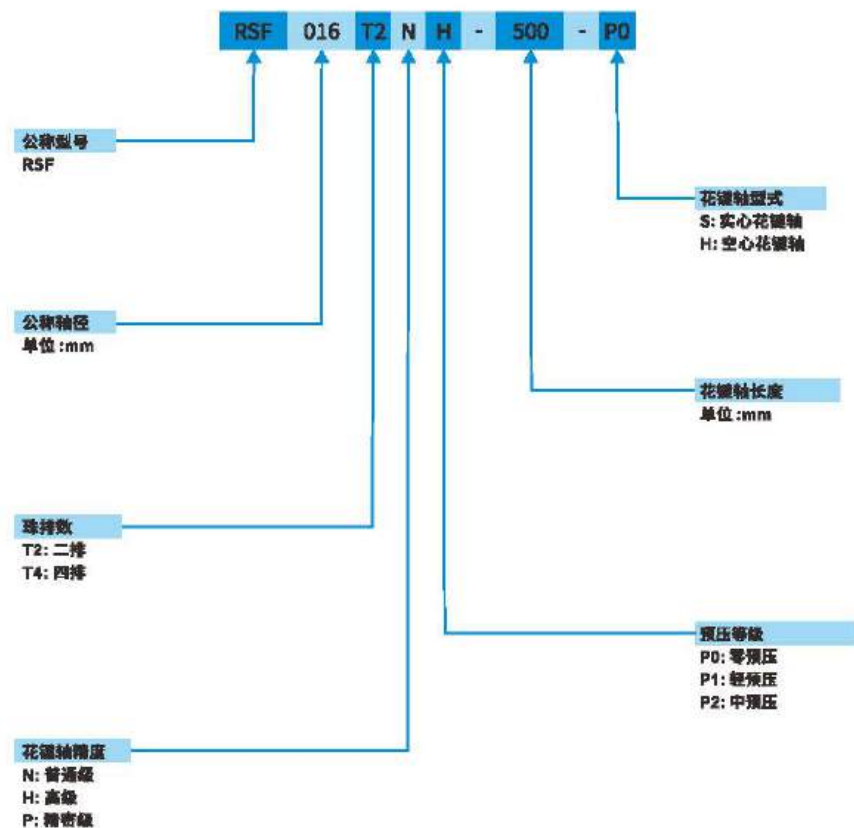 RSF 016 T2 N H - 500 - P0
公称型号
RSF
公称轴径
单位:mm
珠排数
T2: 二排
T4: 四排
花键轴精度
N: 普通级
H: 高级
P: 精密级
花键轴型式
S: 实心花键轴
H: 空心花键轴
花键轴长度
单位:mm
预压等级
P0: 零预压
P1: 轻预压
P2: 中预压